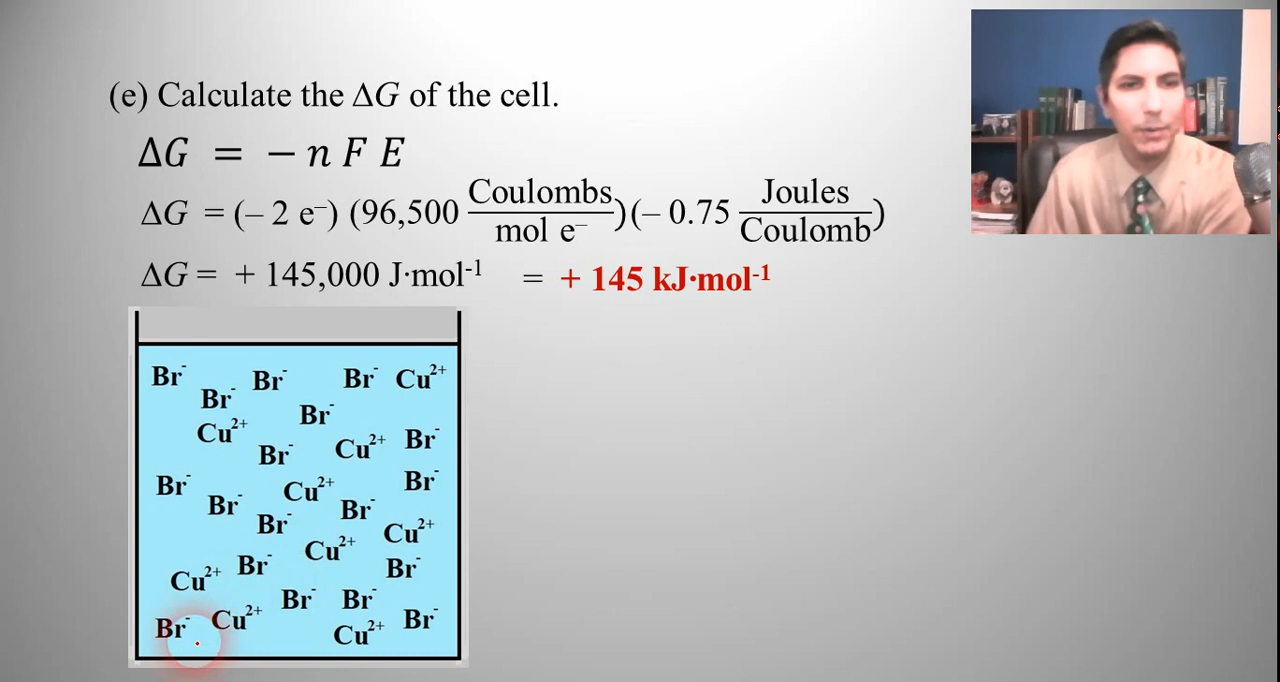 (e) Calculate the ΔG of the cell.
ΔG = − n F E
ΔG = (– 2 e⁻) (96,500 Coulombs/mol e⁻)(– 0.75 Joules/Coulomb)
ΔG = + 145,000 J·mol⁻¹ = + 145 kJ·mol⁻¹
Br⁻ Br⁻ Br⁻ Cu²⁺
Br⁻ Br⁻
Cu²⁺ Cu²⁺ Br⁻
Br⁻
Br⁻ Cu²⁺ Br⁻
Br⁻ Br⁻
Br⁻ Cu²⁺
Cu²⁺
Cu²⁺ Br⁻ Br⁻
Br⁻ Br⁻
Br⁻ Cu²⁺ Cu²⁺ Br⁻